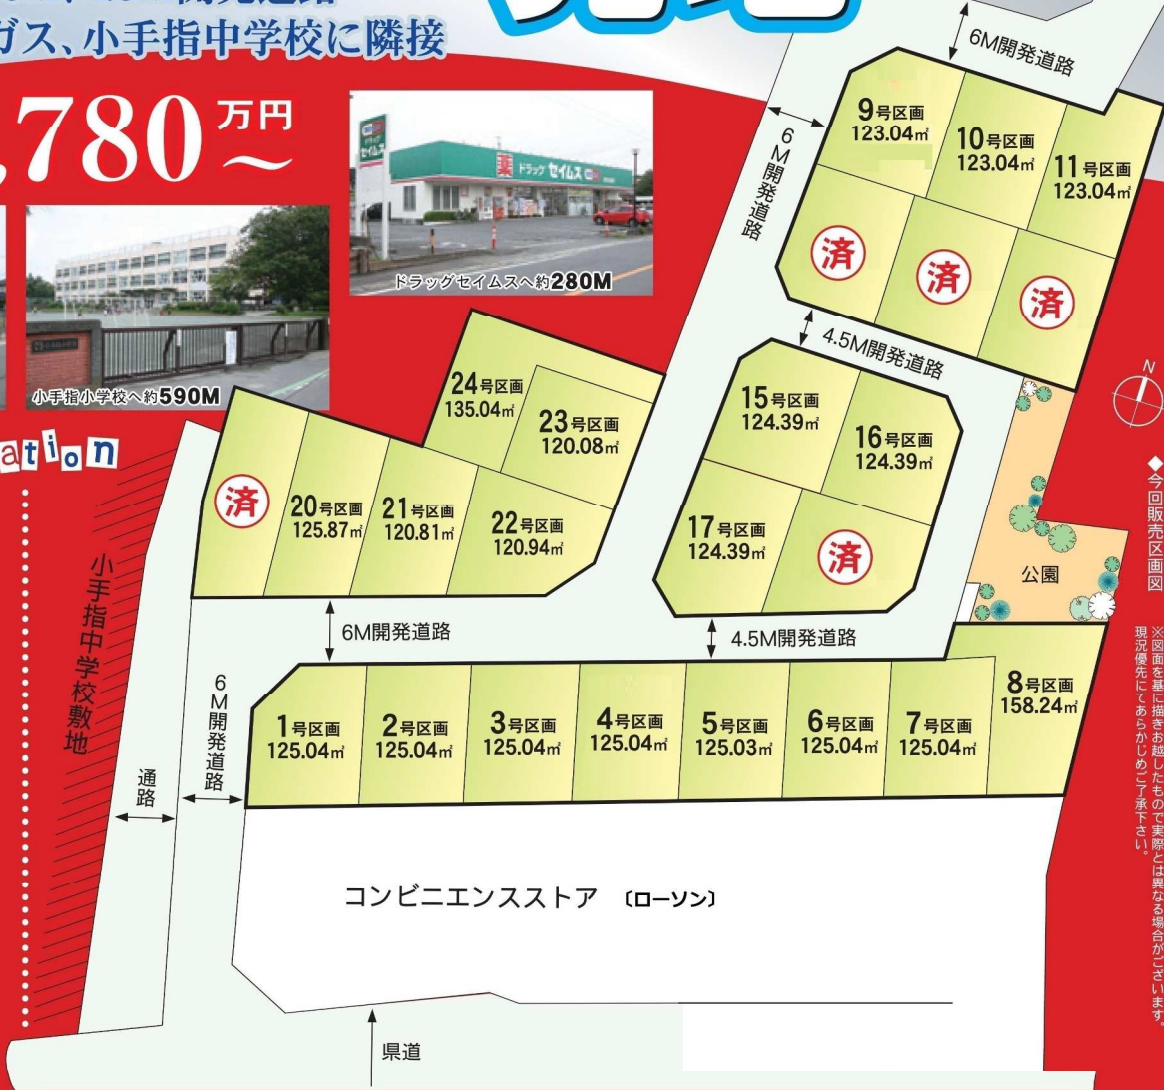 ガス、小手指中学校に隣接
,780万円～
ドラッグ セイムス
ドラッグセイムスへ約280M
小手指小学校へ約590M
ation
6M開発道路
6M開発道路
9号区画
123.04㎡
10号区画
123.04㎡
11号区画
123.04㎡
済
済
済
4.5M開発道路
15号区画
124.39㎡
16号区画
124.39㎡
17号区画
124.39㎡
済
24号区画
135.04㎡
23号区画
120.08㎡
済
20号区画
125.87㎡
21号区画
120.81㎡
22号区画
120.94㎡
公園
N
◆今回販売区画図
※図面を基に描きお越したもので実際とは異なる場合がございます。
現況優先にてあらかじめご了承下さい。
小手指中学校敷地
6M開発道路
4.5M開発道路
6M開発道路
通路
1号区画
125.04㎡
2号区画
125.04㎡
3号区画
125.04㎡
4号区画
125.04㎡
5号区画
125.03㎡
6号区画
125.04㎡
7号区画
125.04㎡
8号区画
158.24㎡
コンビニエンスストア 〔ローソン〕
県道